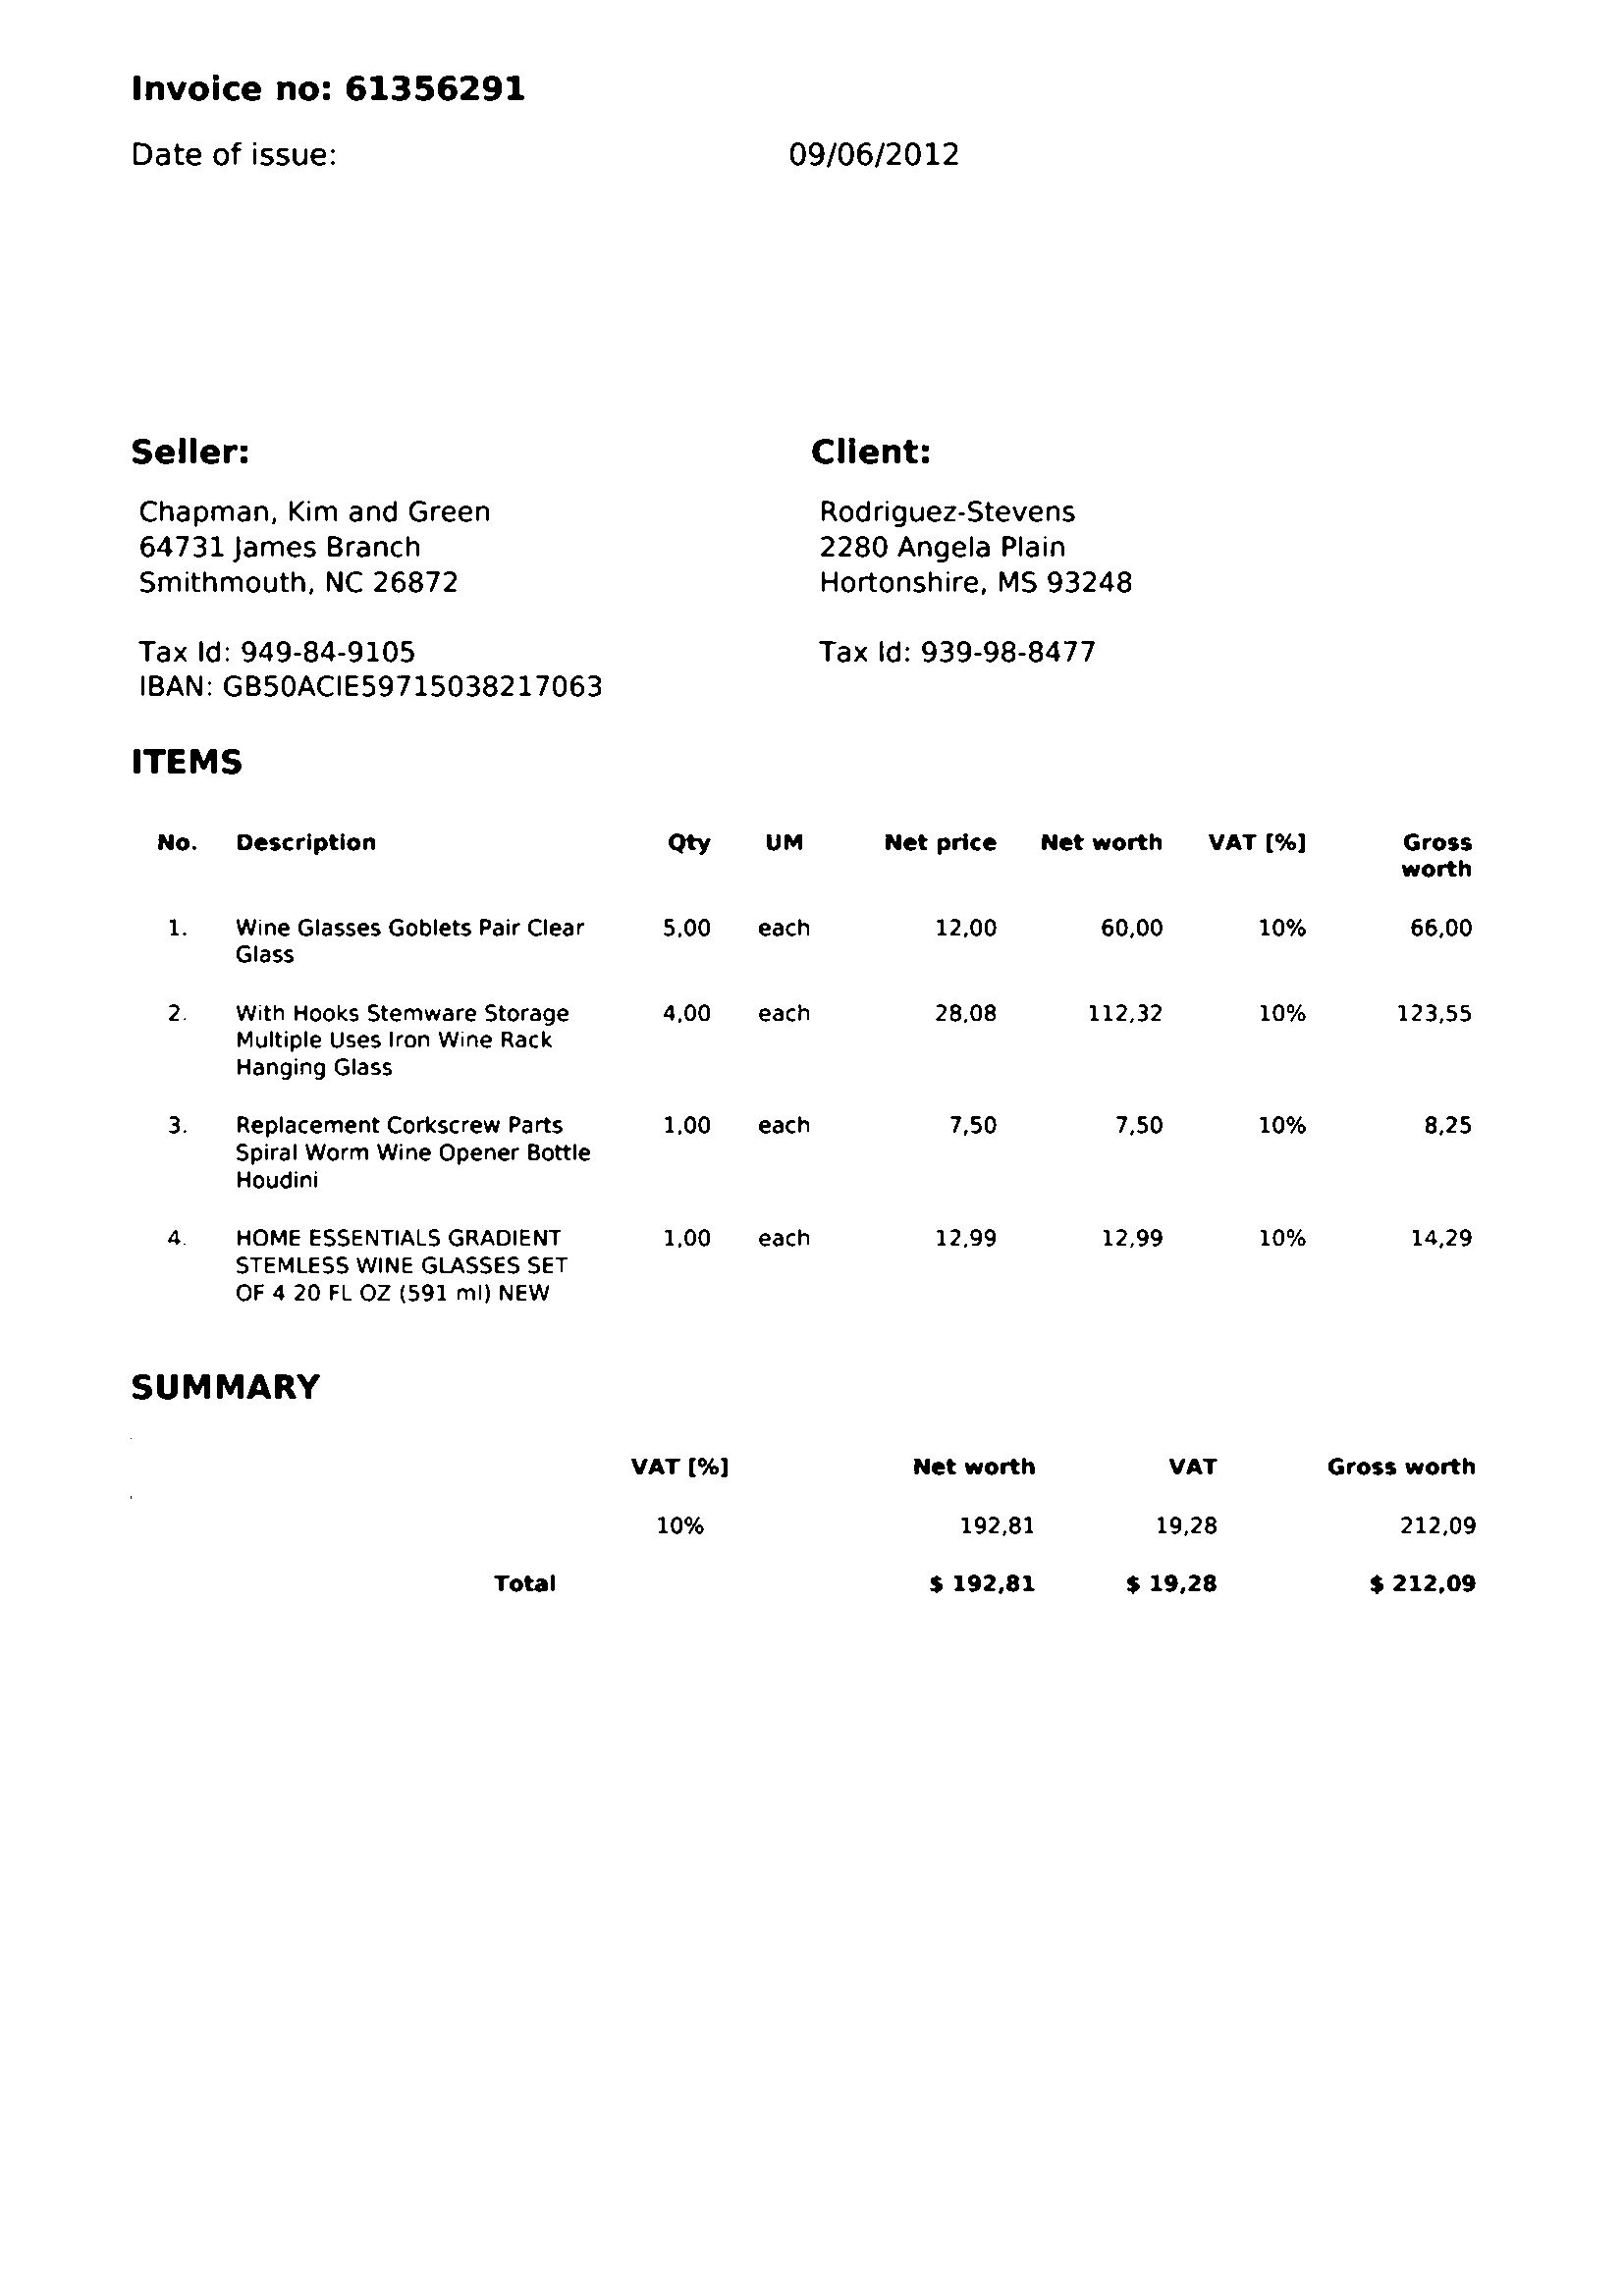 Invoice no: 61356291
Date of issue: 09/06/2012
Seller:
Chapman, Kim and Green
64731 James Branch
Smithmouth, NC 26872
Tax Id: 949-84-9105
IBAN: GB50ACIE59715038217063
Client:
Rodriguez-Stevens
2280 Angela Plain
Hortonshire, MS 93248
Tax Id: 939-98-8477
ITEMS
No. Description Qty UM Net price Net worth VAT [%] Gross
worth
1. Wine Glasses Goblets Pair Clear 5,00 each 12,00 60,00 10% 66,00
Glass
2. With Hooks Stemware Storage 4,00 each 28,08 112,32 10% 123,55
Multiple Uses Iron Wine Rack
Hanging Glass
3. Replacement Corkscrew Parts 1,00 each 7,50 7,50 10% 8,25
Spiral Worm Wine Opener Bottle
Houdini
4. HOME ESSENTIALS GRADIENT 1,00 each 12,99 12,99 10% 14,29
STEMLESS WINE GLASSES SET
OF 4 20 FL OZ (591 ml) NEW
SUMMARY
VAT [%] Net worth VAT Gross worth
10% 192,81 19,28 212,09
Total $ 192,81 $ 19,28 $ 212,09